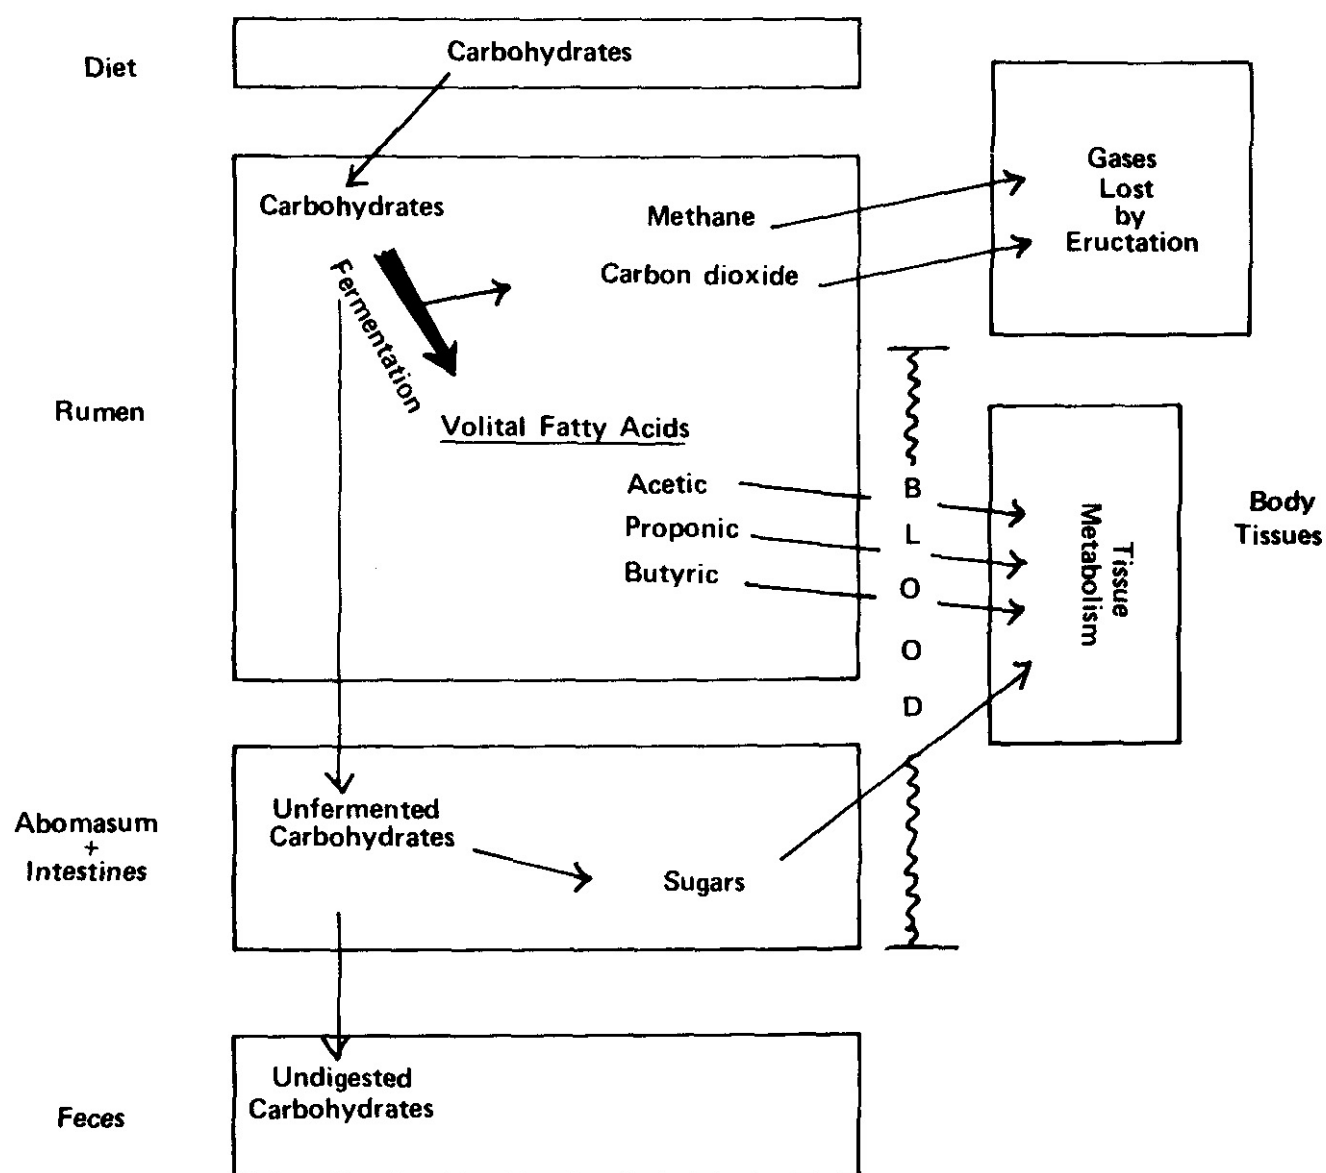 Diet
Carbohydrates
Carbohydrates
Methane
Carbon dioxide
Gases
Lost
by
Eructation
Fermentation
Rumen
Volital Fatty Acids
Acetic
Proponic
Butyric
BLOOD
Tissue
Metabolism
Body
Tissues
Abomasum
+
Intestines
Unfermented
Carbohydrates
Sugars
Feces
Undigested
Carbohydrates